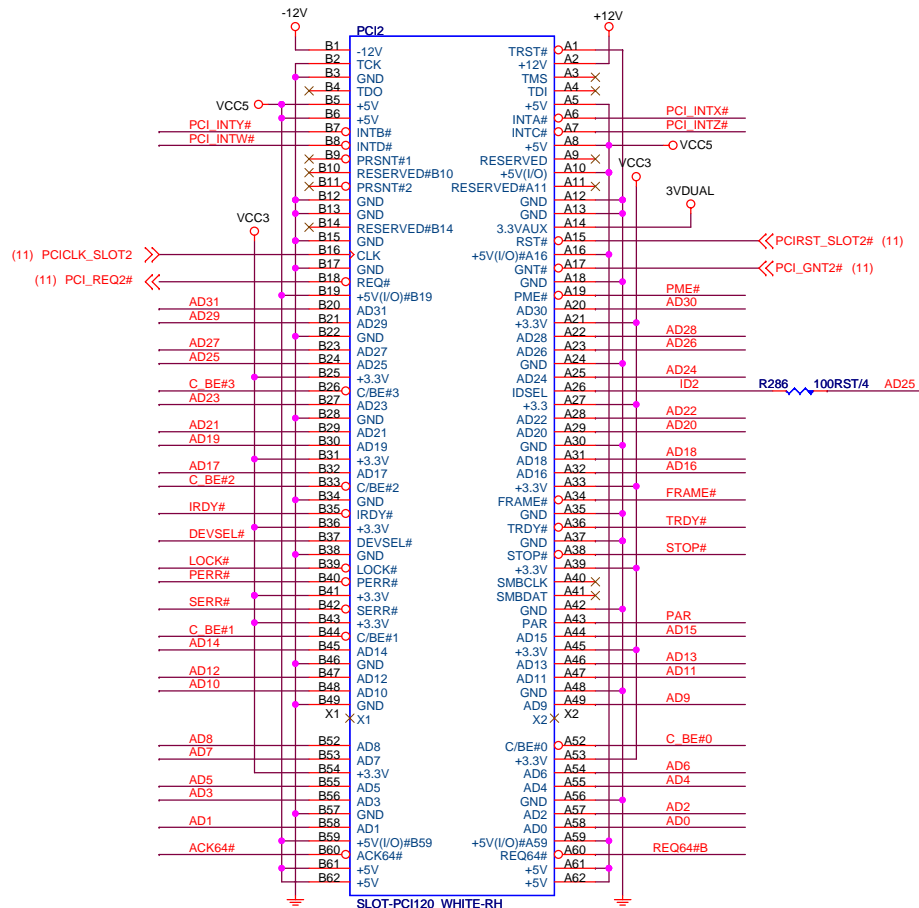 -12V +12V
PCI2
B1 -12V TRST# A1
B2 TCK +12V A2
B3 GND TMS A3
B4 TDO TDI A4
VCC5 B5 +5V +5V A5
B6 +5V INTA# A6 PCI_INTX#
PCI_INTY# B7 INTB# INTC# A7 PCI_INTZ#
PCI_INTW# B8 INTD# +5V A8 VCC5
B9 PRSNT#1 RESERVED A9
B10 RESERVED#B10 +5V(I/O) A10 VCC3
B11 PRSNT#2 RESERVED#A11 A11
B12 GND GND A12 3VDUAL
B13 GND GND A13
VCC3 B14 RESERVED#B14 3.3VAUX A14
B15 GND RST# A15 PCIRST_SLOT2# (11)
(11) PCICLK_SLOT2 B16 CLK +5V(I/O)#A16 A16
B17 GND GNT# A17 PCI_GNT2# (11)
(11) PCI_REQ2# B18 REQ# GND A18
B19 +5V(I/O)#B19 PME# A19 PME#
AD31 B20 AD31 AD30 A20 AD30
AD29 B21 AD29 +3.3V A21
B22 GND AD28 A22 AD28
AD27 B23 AD27 AD26 A23 AD26
AD25 B24 AD25 GND A24
B25 +3.3V AD24 A25 AD24
C_BE#3 B26 C/BE#3 IDSEL A26 ID2 R286 100RST/4 AD25
AD23 B27 AD23 +3.3 A27
B28 GND AD22 A28 AD22
AD21 B29 AD21 AD20 A29 AD20
AD19 B30 AD19 GND A30
B31 +3.3V AD18 A31 AD18
AD17 B32 AD17 AD16 A32 AD16
C_BE#2 B33 C/BE#2 +3.3V A33
B34 GND FRAME# A34 FRAME#
IRDY# B35 IRDY# GND A35
B36 +3.3V TRDY# A36 TRDY#
DEVSEL# B37 DEVSEL# GND A37
B38 GND STOP# A38 STOP#
LOCK# B39 LOCK# +3.3V A39
PERR# B40 PERR# SMBCLK A40
B41 +3.3V SMBDAT A41
SERR# B42 SERR# GND A42
B43 +3.3V PAR A43 PAR
C_BE#1 B44 C/BE#1 AD15 A44 AD15
AD14 B45 AD14 +3.3V A45
B46 GND AD13 A46 AD13
AD12 B47 AD12 AD11 A47 AD11
AD10 B48 AD10 GND A48
B49 GND AD9 A49 AD9
X1 X1 X2 X2
AD8 B52 AD8 C/BE#0 A52 C_BE#0
AD7 B53 AD7 +3.3V A53
B54 +3.3V AD6 A54 AD6
AD5 B55 AD5 AD4 A55 AD4
AD3 B56 AD3 GND A56
B57 GND AD2 A57 AD2
AD1 B58 AD1 AD0 A58 AD0
B59 +5V(I/O)#B59 +5V(I/O)#A59 A59
ACK64# B60 ACK64# REQ64# A60 REQ64#B
B61 +5V +5V A61
B62 +5V +5V A62
SLOT-PCI120_WHITE-RH